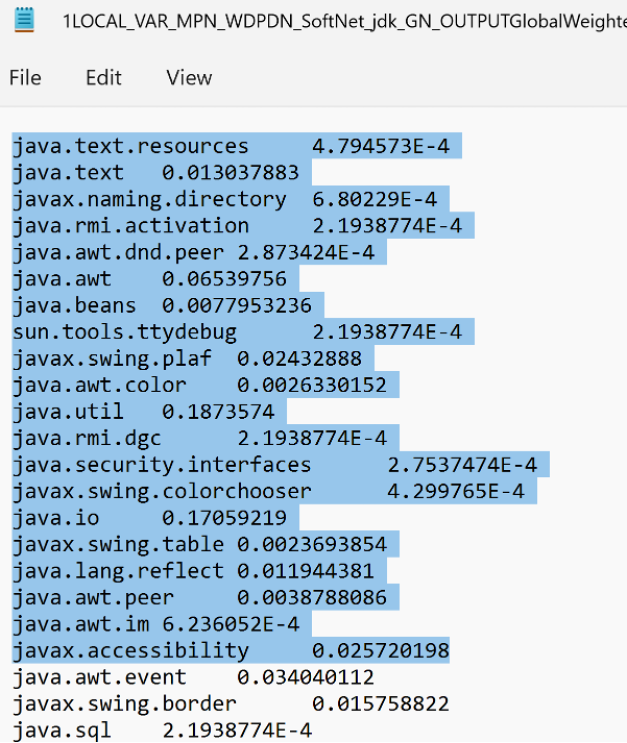 1LOCAL_VAR_MPN_WDPDN_SoftNet_jdk_GN_OUTPUTGlobalWeighte
File Edit View
java.text.resources 4.794573E-4
java.text 0.013037883
javax.naming.directory 6.80229E-4
java.rmi.activation 2.1938774E-4
java.awt.dnd.peer 2.873424E-4
java.awt 0.06539756
java.beans 0.0077953236
sun.tools.ttydebug 2.1938774E-4
javax.swing.plaf 0.02432888
java.awt.color 0.0026330152
java.util 0.1873574
java.rmi.dgc 2.1938774E-4
java.security.interfaces 2.7537474E-4
javax.swing.colorchooser 4.299765E-4
java.io 0.17059219
javax.swing.table 0.0023693854
java.lang.reflect 0.011944381
java.awt.peer 0.0038788086
java.awt.im 6.236052E-4
javax.accessibility 0.025720198
java.awt.event 0.034040112
javax.swing.border 0.015758822
java.sql 2.1938774E-4